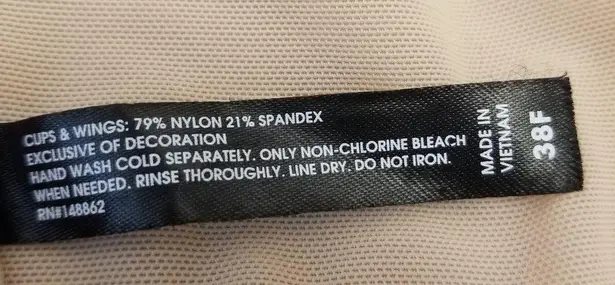 CUPS & WINGS: 79% NYLON 21% SPANDEX
EXCLUSIVE OF DECORATION
HAND WASH COLD SEPARATELY. ONLY NON-CHLORINE BLEACH
WHEN NEEDED. RINSE THOROUGHLY. LINE DRY. DO NOT IRON.
RN#148862
MADE IN
VIETNAM
38F